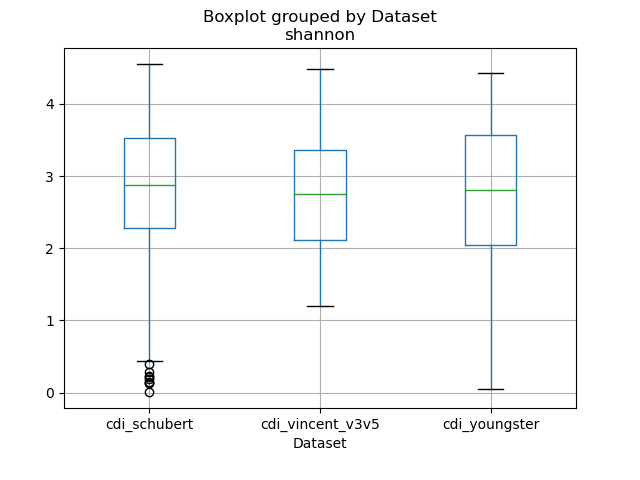 Boxplot grouped by Dataset
shannon
4
3
2
1
0
cdi_schubert
cdi_vincent_v3v5
cdi_youngster
Dataset